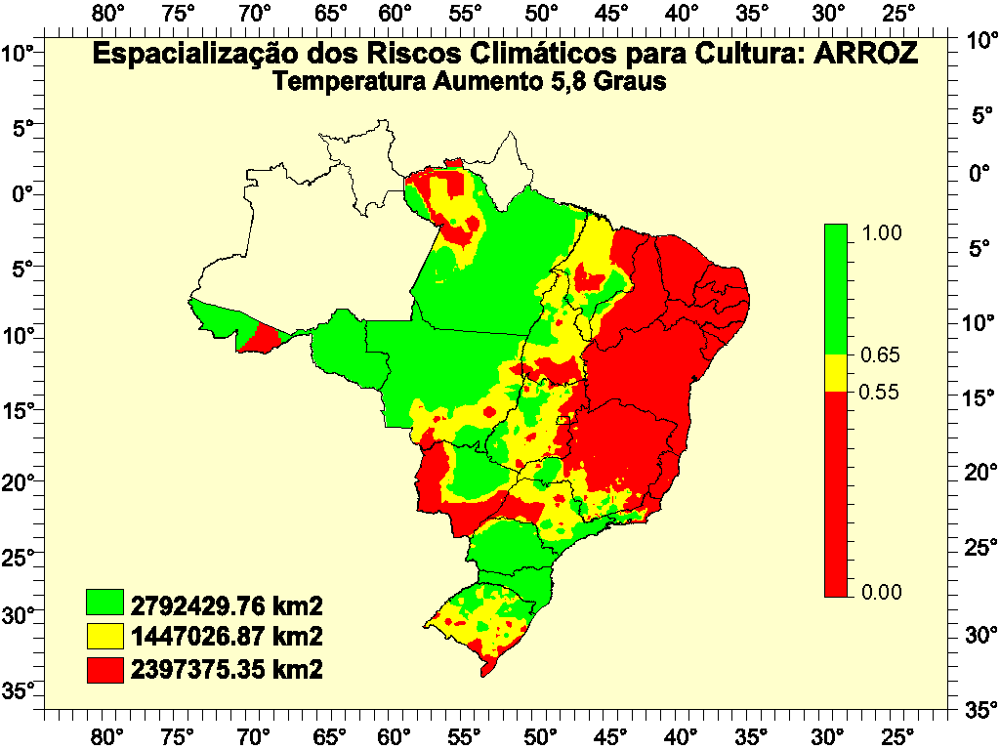 80° 75° 70° 65° 60° 55° 50° 45° 40° 35° 30° 25°
10° Espacialização dos Riscos Climáticos para Cultura: ARROZ 10°
Temperatura Aumento 5,8 Graus
5° 5°
0° 0°
1.00
5° 5°
10° 10°
0.65
0.55
15° 15°
20° 20°
25° 25°
0.00
2792429.76 km2
30° 1447026.87 km2 30°
2397375.35 km2
35° 35°
80° 75° 70° 65° 60° 55° 50° 45° 40° 35° 30° 25°